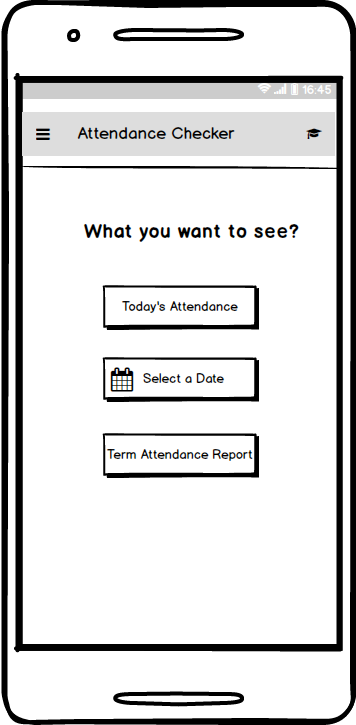 16:45
Attendance Checker
What you want to see?
Today's Attendance
Select a Date
Term Attendance Report